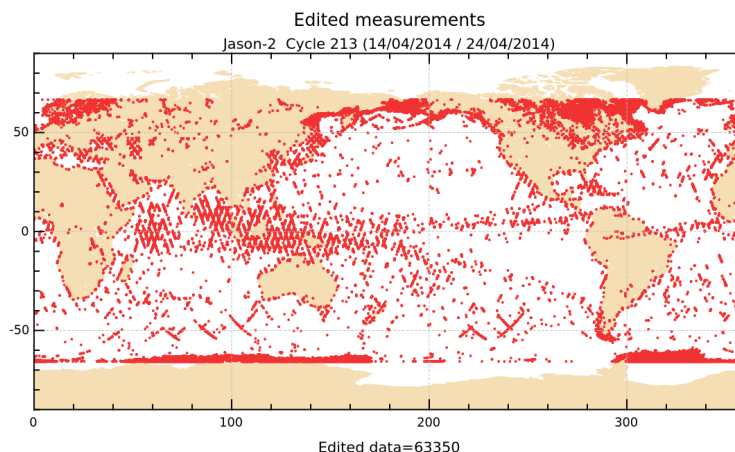 Edited measurements
Jason-2  Cycle 213 (14/04/2014 / 24/04/2014)
50
0
-50
0 100 200 300
Edited data=63350